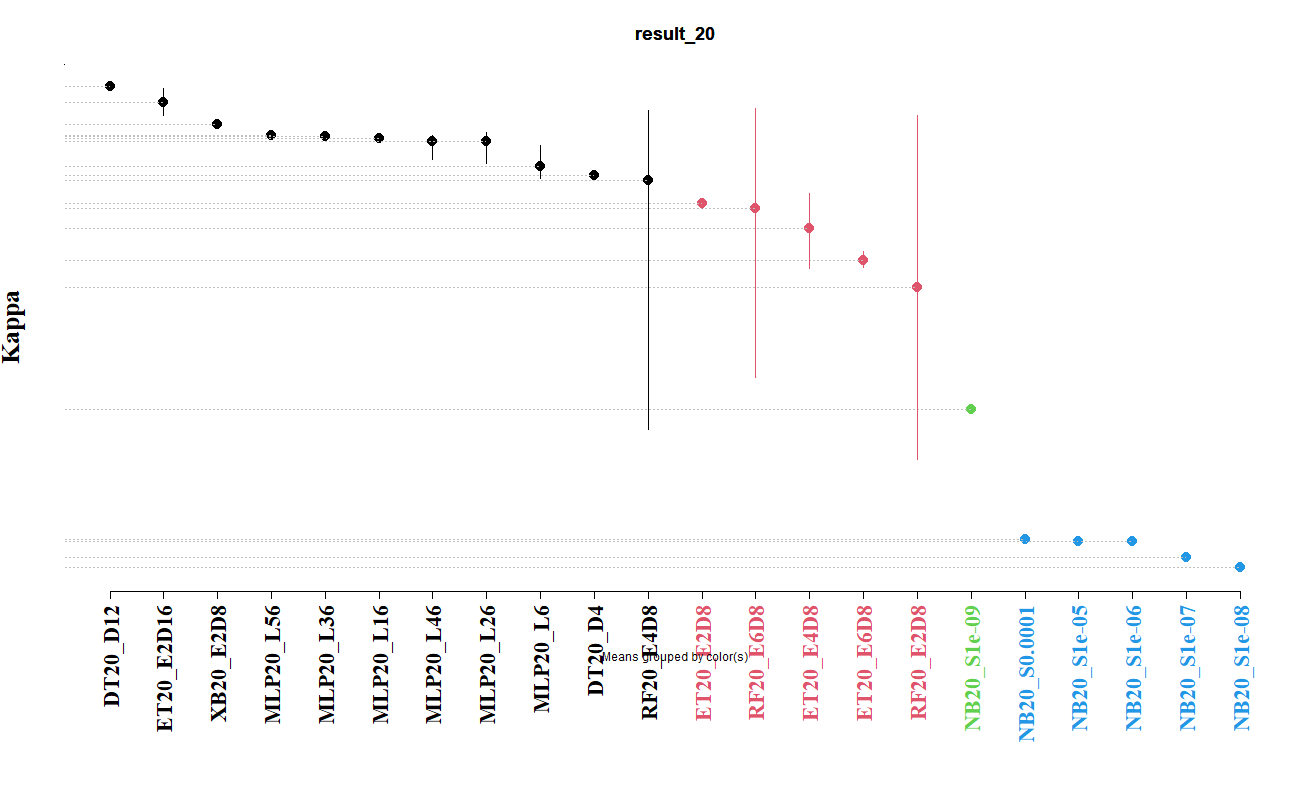 result_20
Kappa
DT20_D12
ET20_E2D16
XB20_E2D8
MLP20_L56
MLP20_L36
MLP20_L16
MLP20_L46
MLP20_L26
MLP20_L6
DT20_D4
RF20_E4D8
ET20_E2D8
RF20_E6D8
ET20_E4D8
ET20_E6D8
RF20_E2D8
NB20_S1e-09
NB20_S0.0001
NB20_S1e-05
NB20_S1e-06
NB20_S1e-07
NB20_S1e-08
Means grouped by color(s)